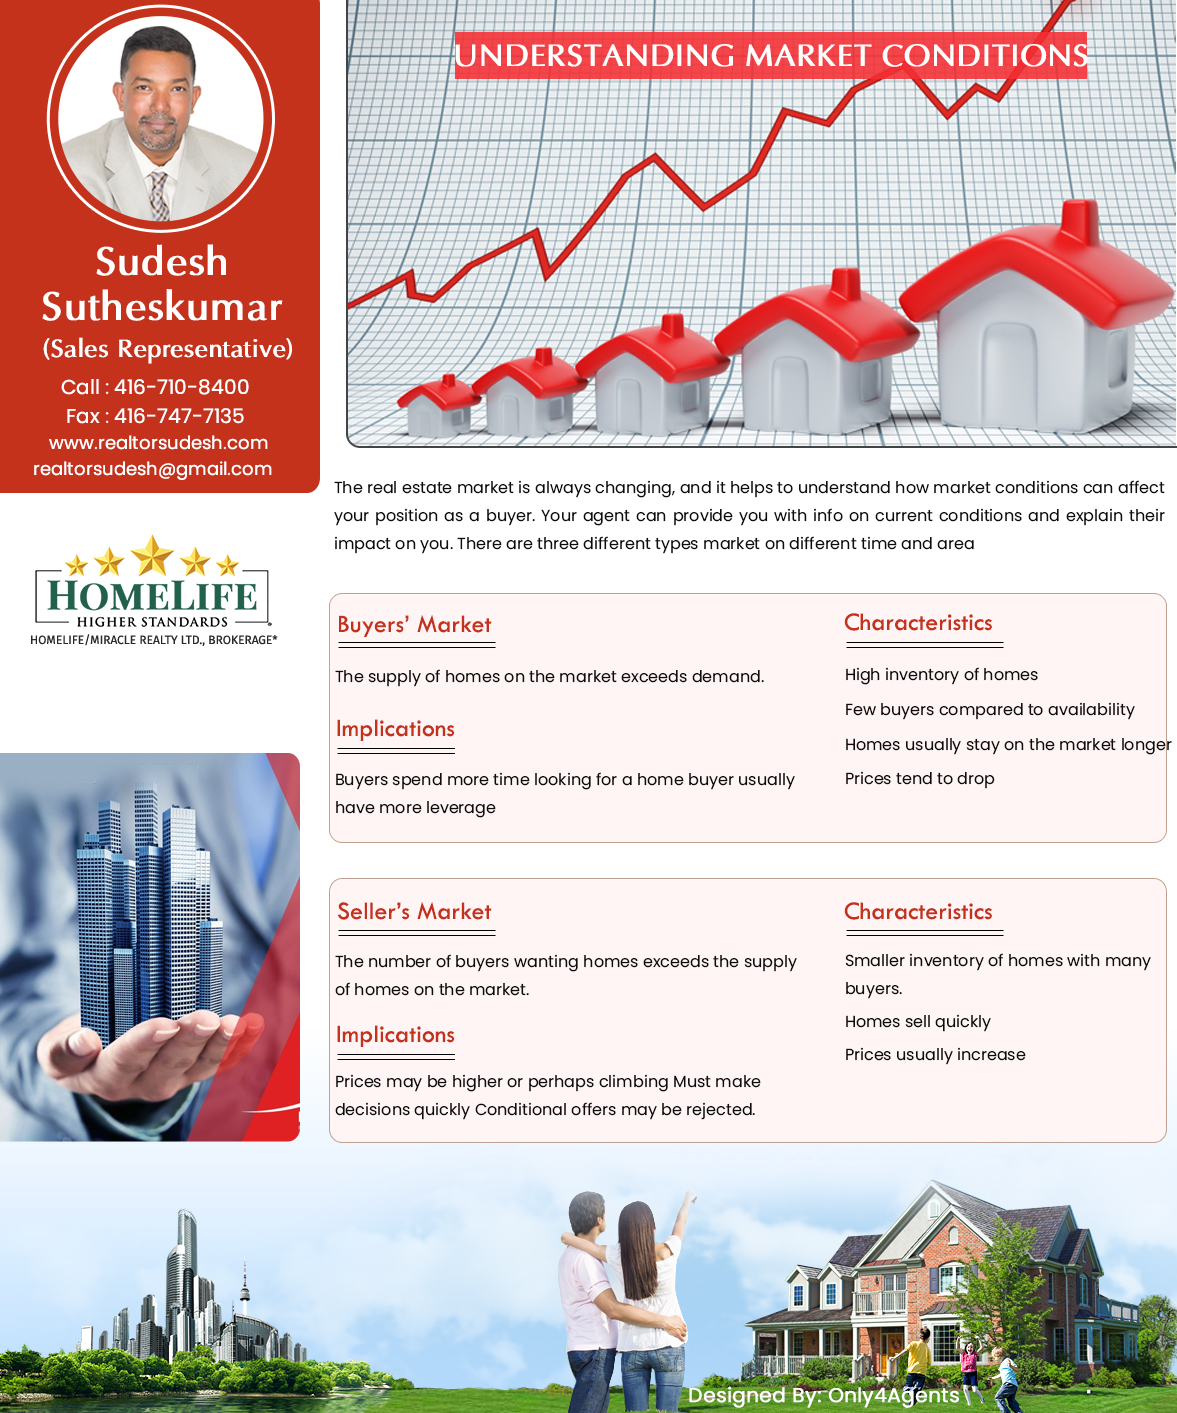 UNDERSTANDING MARKET CONDITIONS
Sudesh
Sutheskumar
(Sales Representative)
Call : 416-710-8400
Fax : 416-747-7135
www.realtorsudesh.com
realtorsudesh@gmail.com
HOMELIFE
HIGHER STANDARDS
HOMELIFE/MIRACLE REALTY LTD., BROKERAGE*
The real estate market is always changing, and it helps to understand how market conditions can affect
your position as a buyer. Your agent can provide you with info on current conditions and explain their
impact on you. There are three different types market on different time and area
Buyers’ Market
The supply of homes on the market exceeds demand.
Implications
Buyers spend more time looking for a home buyer usually
have more leverage
Characteristics
High inventory of homes
Few buyers compared to availability
Homes usually stay on the market longer
Prices tend to drop
Seller’s Market
The number of buyers wanting homes exceeds the supply
of homes on the market.
Implications
Prices may be higher or perhaps climbing Must make
decisions quickly Conditional offers may be rejected.
Characteristics
Smaller inventory of homes with many
buyers.
Homes sell quickly
Prices usually increase
Designed By: Only4Agents